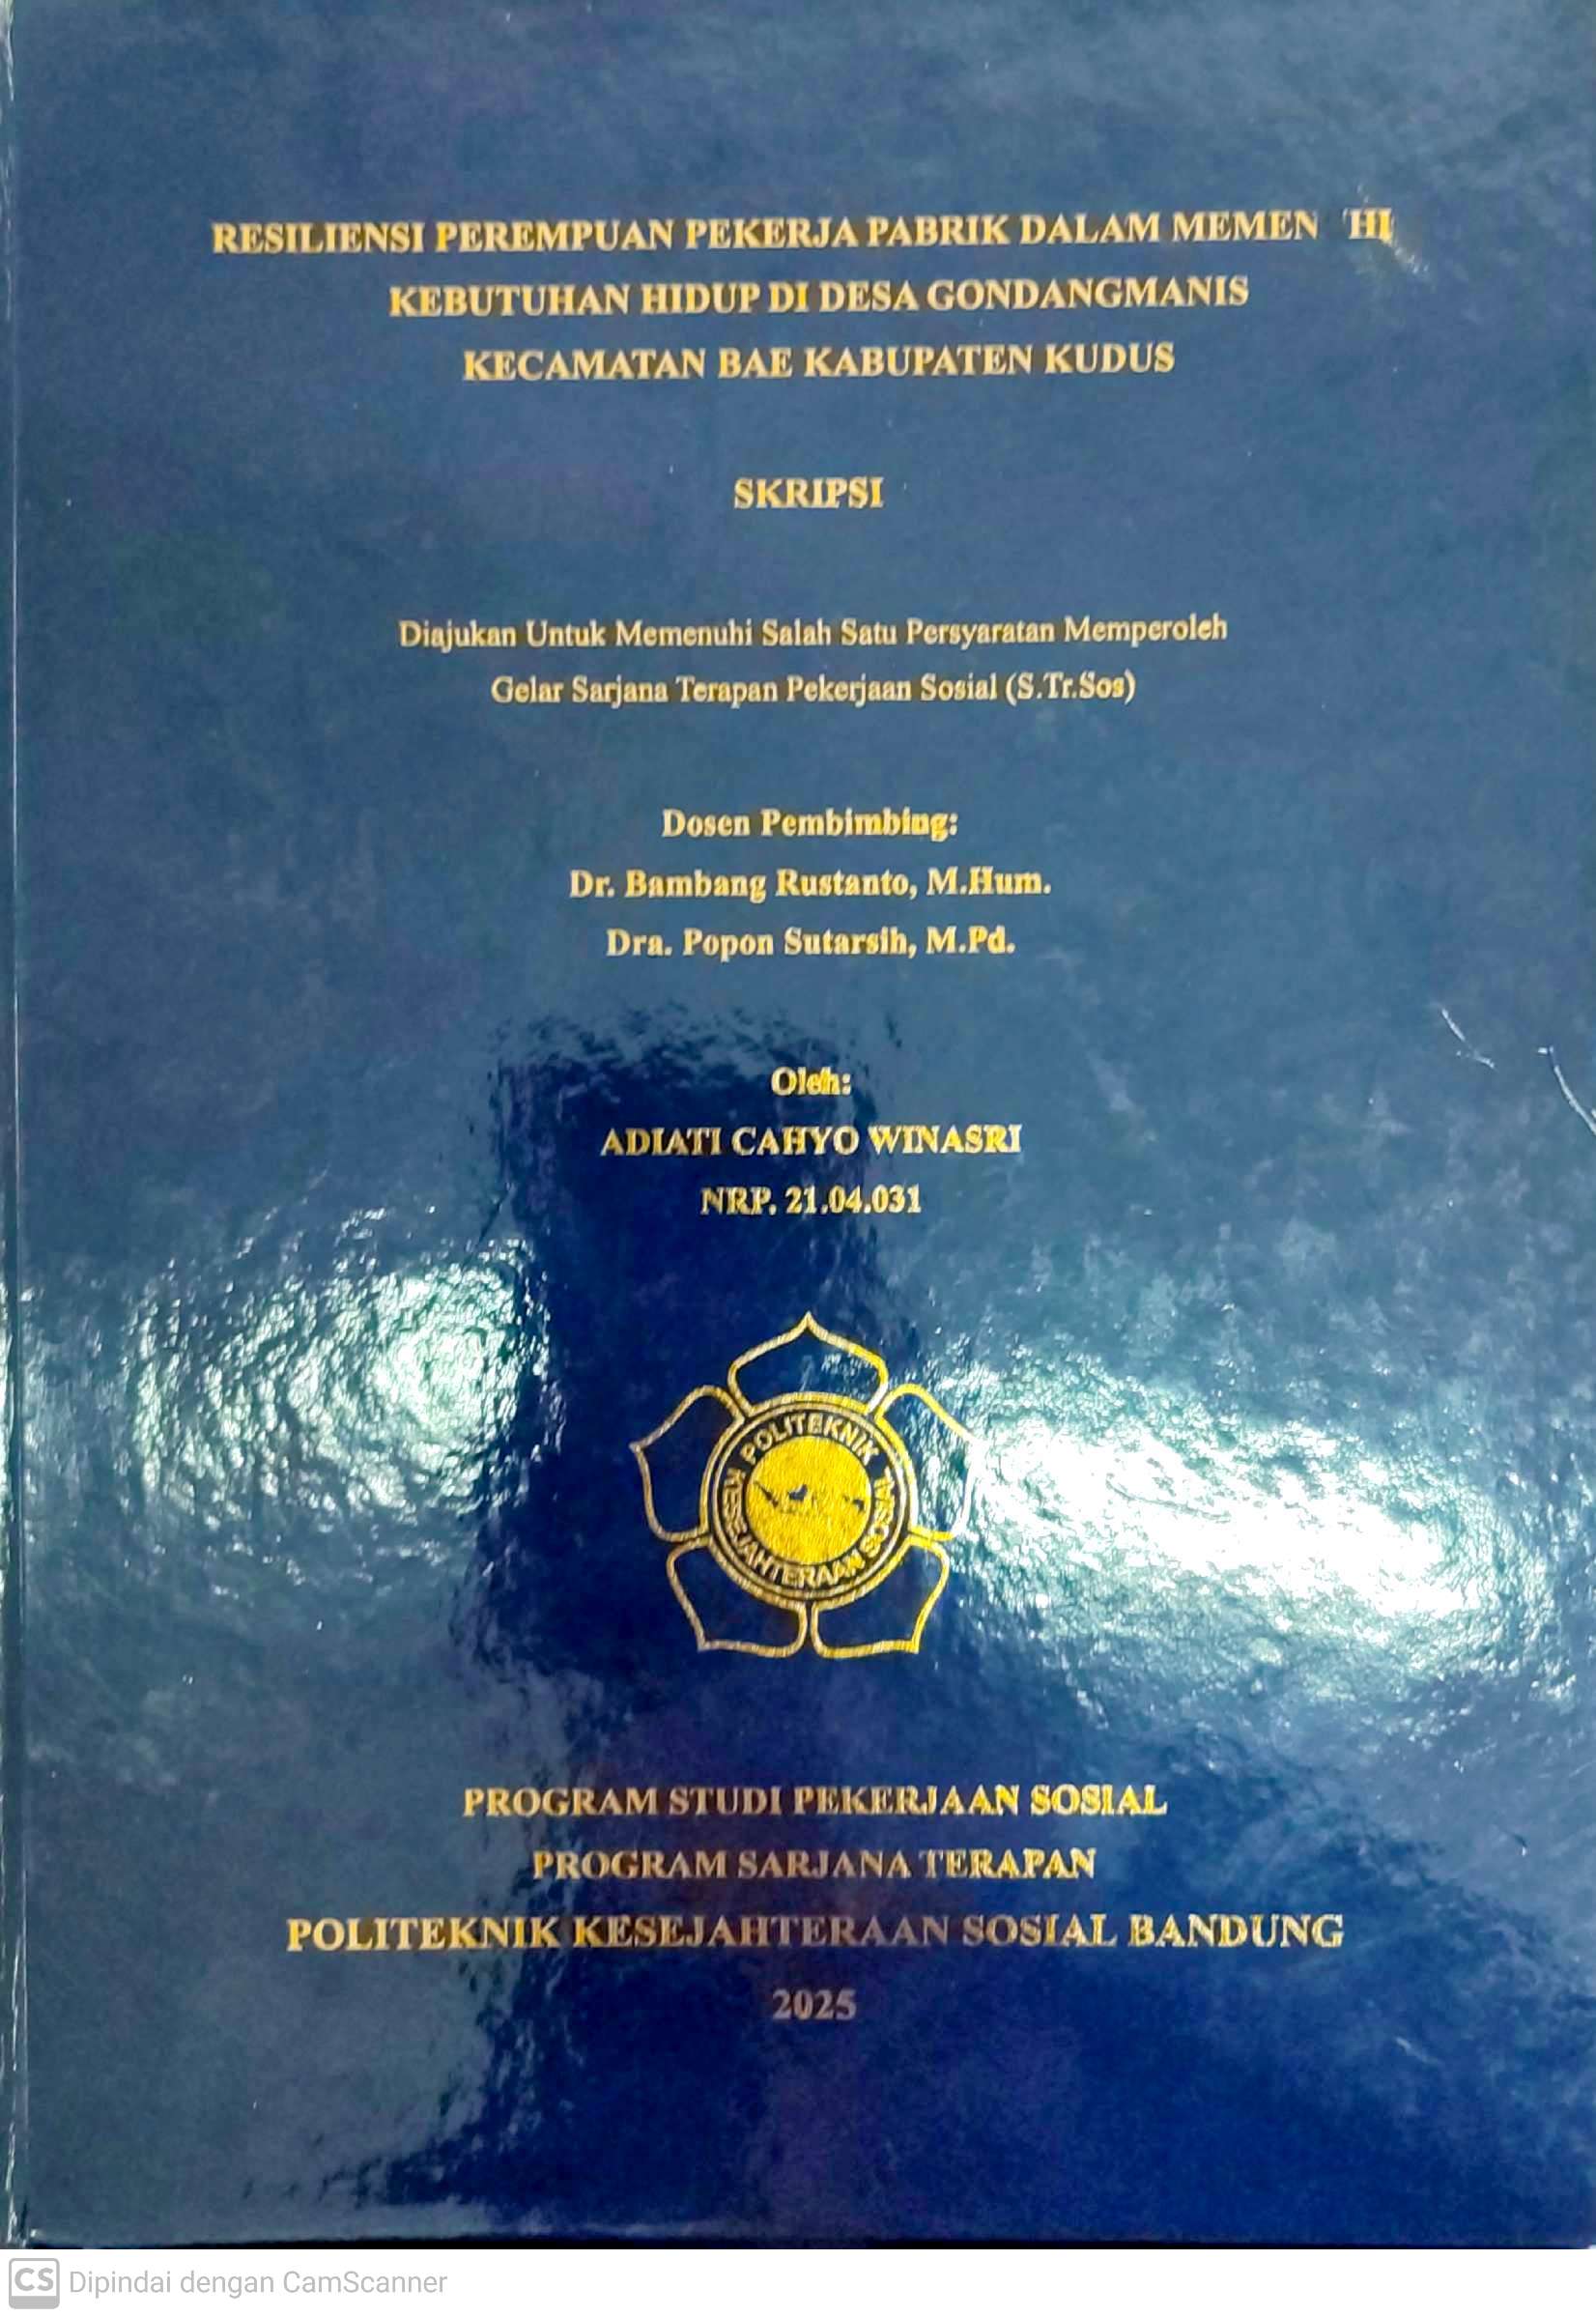 RESILIENSI PEREMPUAN PEKERJA PABRIK DALAM MEMEN HI
KEBUTUHAN HIDUP DI DESA GONDANGMANIS
KECAMATAN BAE KABUPATEN KUDUS
SKRIPSI
Diajukan Untuk Memenuhi Salah Satu Persyaratan Memperoleh
Gelar Sarjana Terapan Pekerjaan Sosial (S.Tr.Sos)
Dosen Pembimbing:
Dr. Bambang Rustanto, M.Hum.
Dra. Popon Sutarsih, M.Pd.
Oleh:
ADIATI CAHYO WINASRI
NRP. 21.04.031
POLITEKNIK
KESEJAHTERAAN SOSIAL
PROGRAM STUDI PEKERJAAN SOSIAL
PROGRAM SARJANA TERAPAN
POLITEKNIK KESEJAHTERAAN SOSIAL BANDUNG
2025
CS Dipindai dengan CamScanner